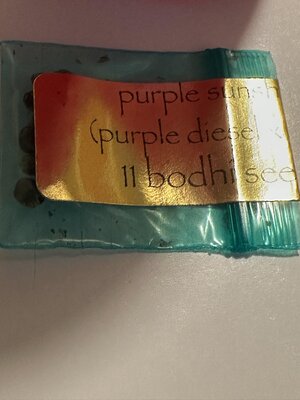 purple sunsh
(purple diesel x
11 bodhi see